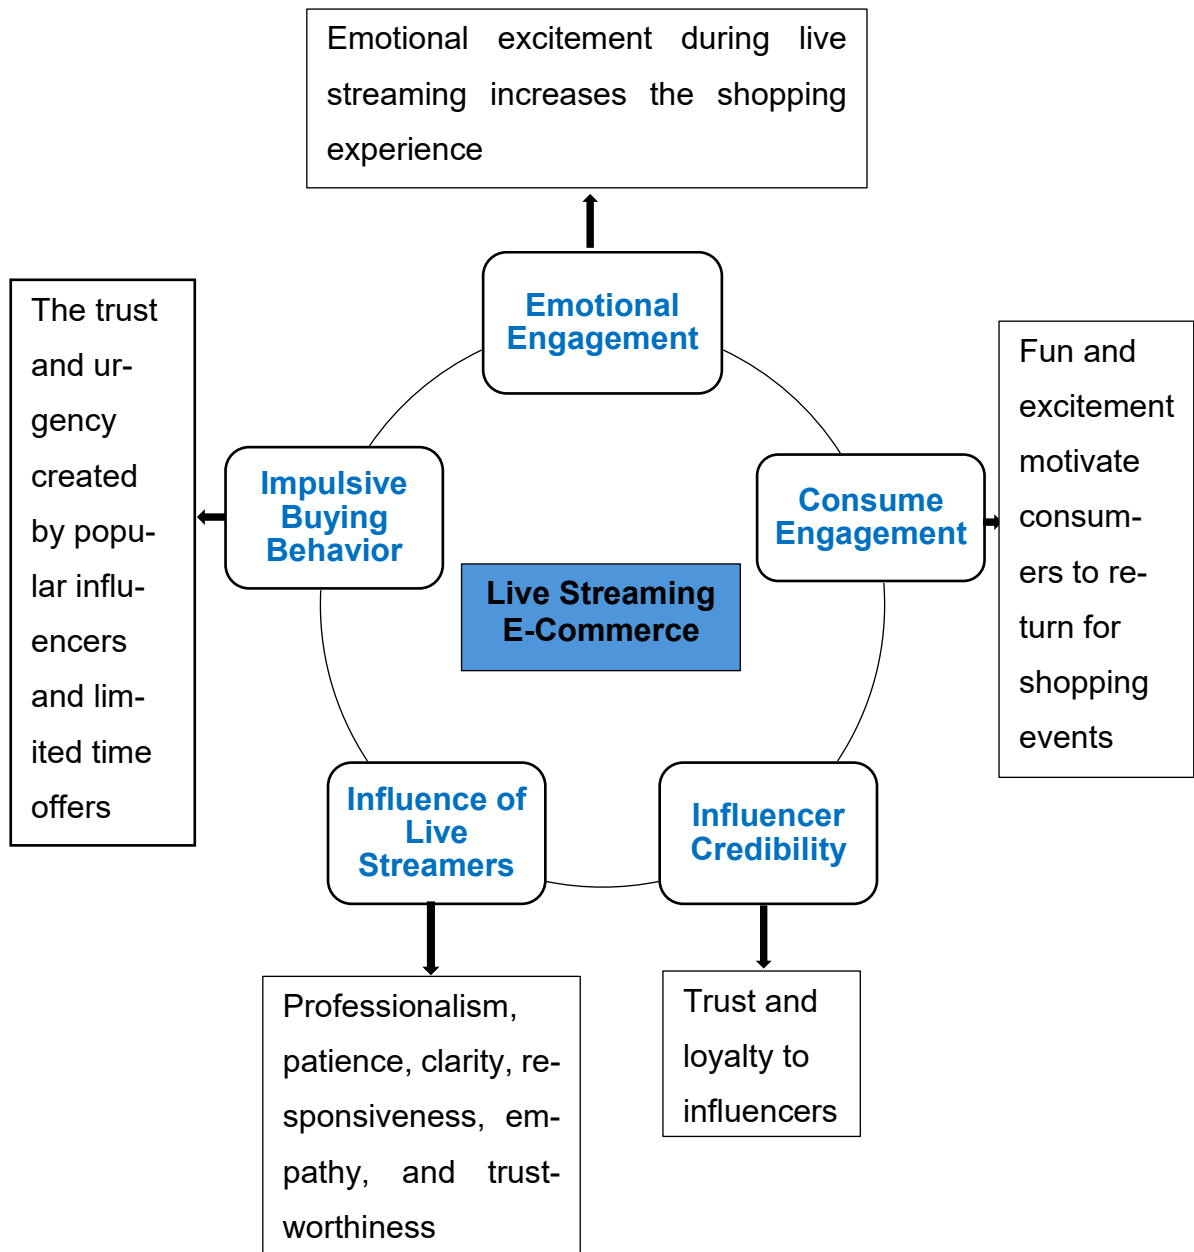 Emotional excitement during live
streaming increases the shopping
experience
Emotional
Engagement
The trust
and ur-
gency
created
by popu-
lar influ-
encers
and lim-
ited time
offers
Impulsive
Buying
Behavior
Consume
Engagement
Fun and
excitement
motivate
consum-
ers to re-
turn for
shopping
events
Live Streaming
E-Commerce
Influence of
Live
Streamers
Influencer
Credibility
Professionalism,
patience, clarity, re-
sponsiveness, em-
pathy, and trust-
worthiness
Trust and
loyalty to
influencers